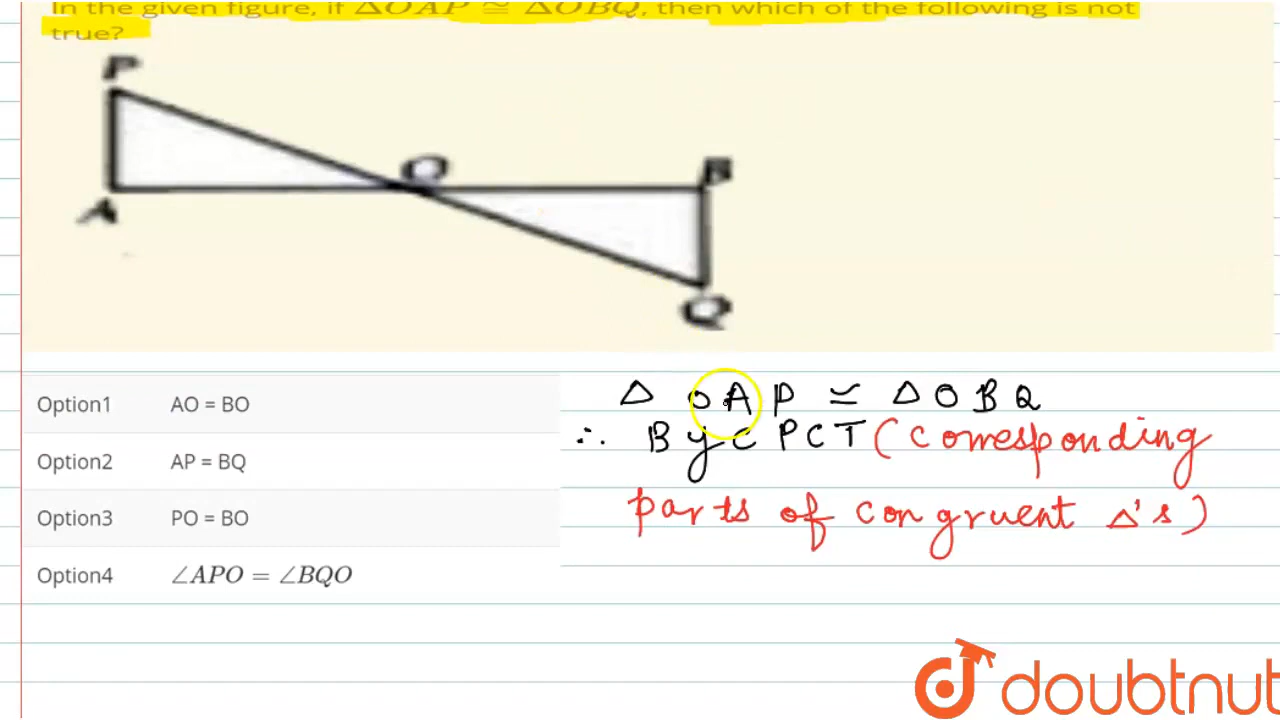 In the given figure, if ΔOAP ≅ ΔOBQ, then which of the following is not
true?
P
O
B
A
Q
Option1 AO = BO
Option2 AP = BQ
Option3 PO = BO
Option4 ∠APO = ∠BQO
Δ OAP ≅ Δ OBQ
∴ By CPCT (Corresponding
parts of congruent Δ's)
doubtnut